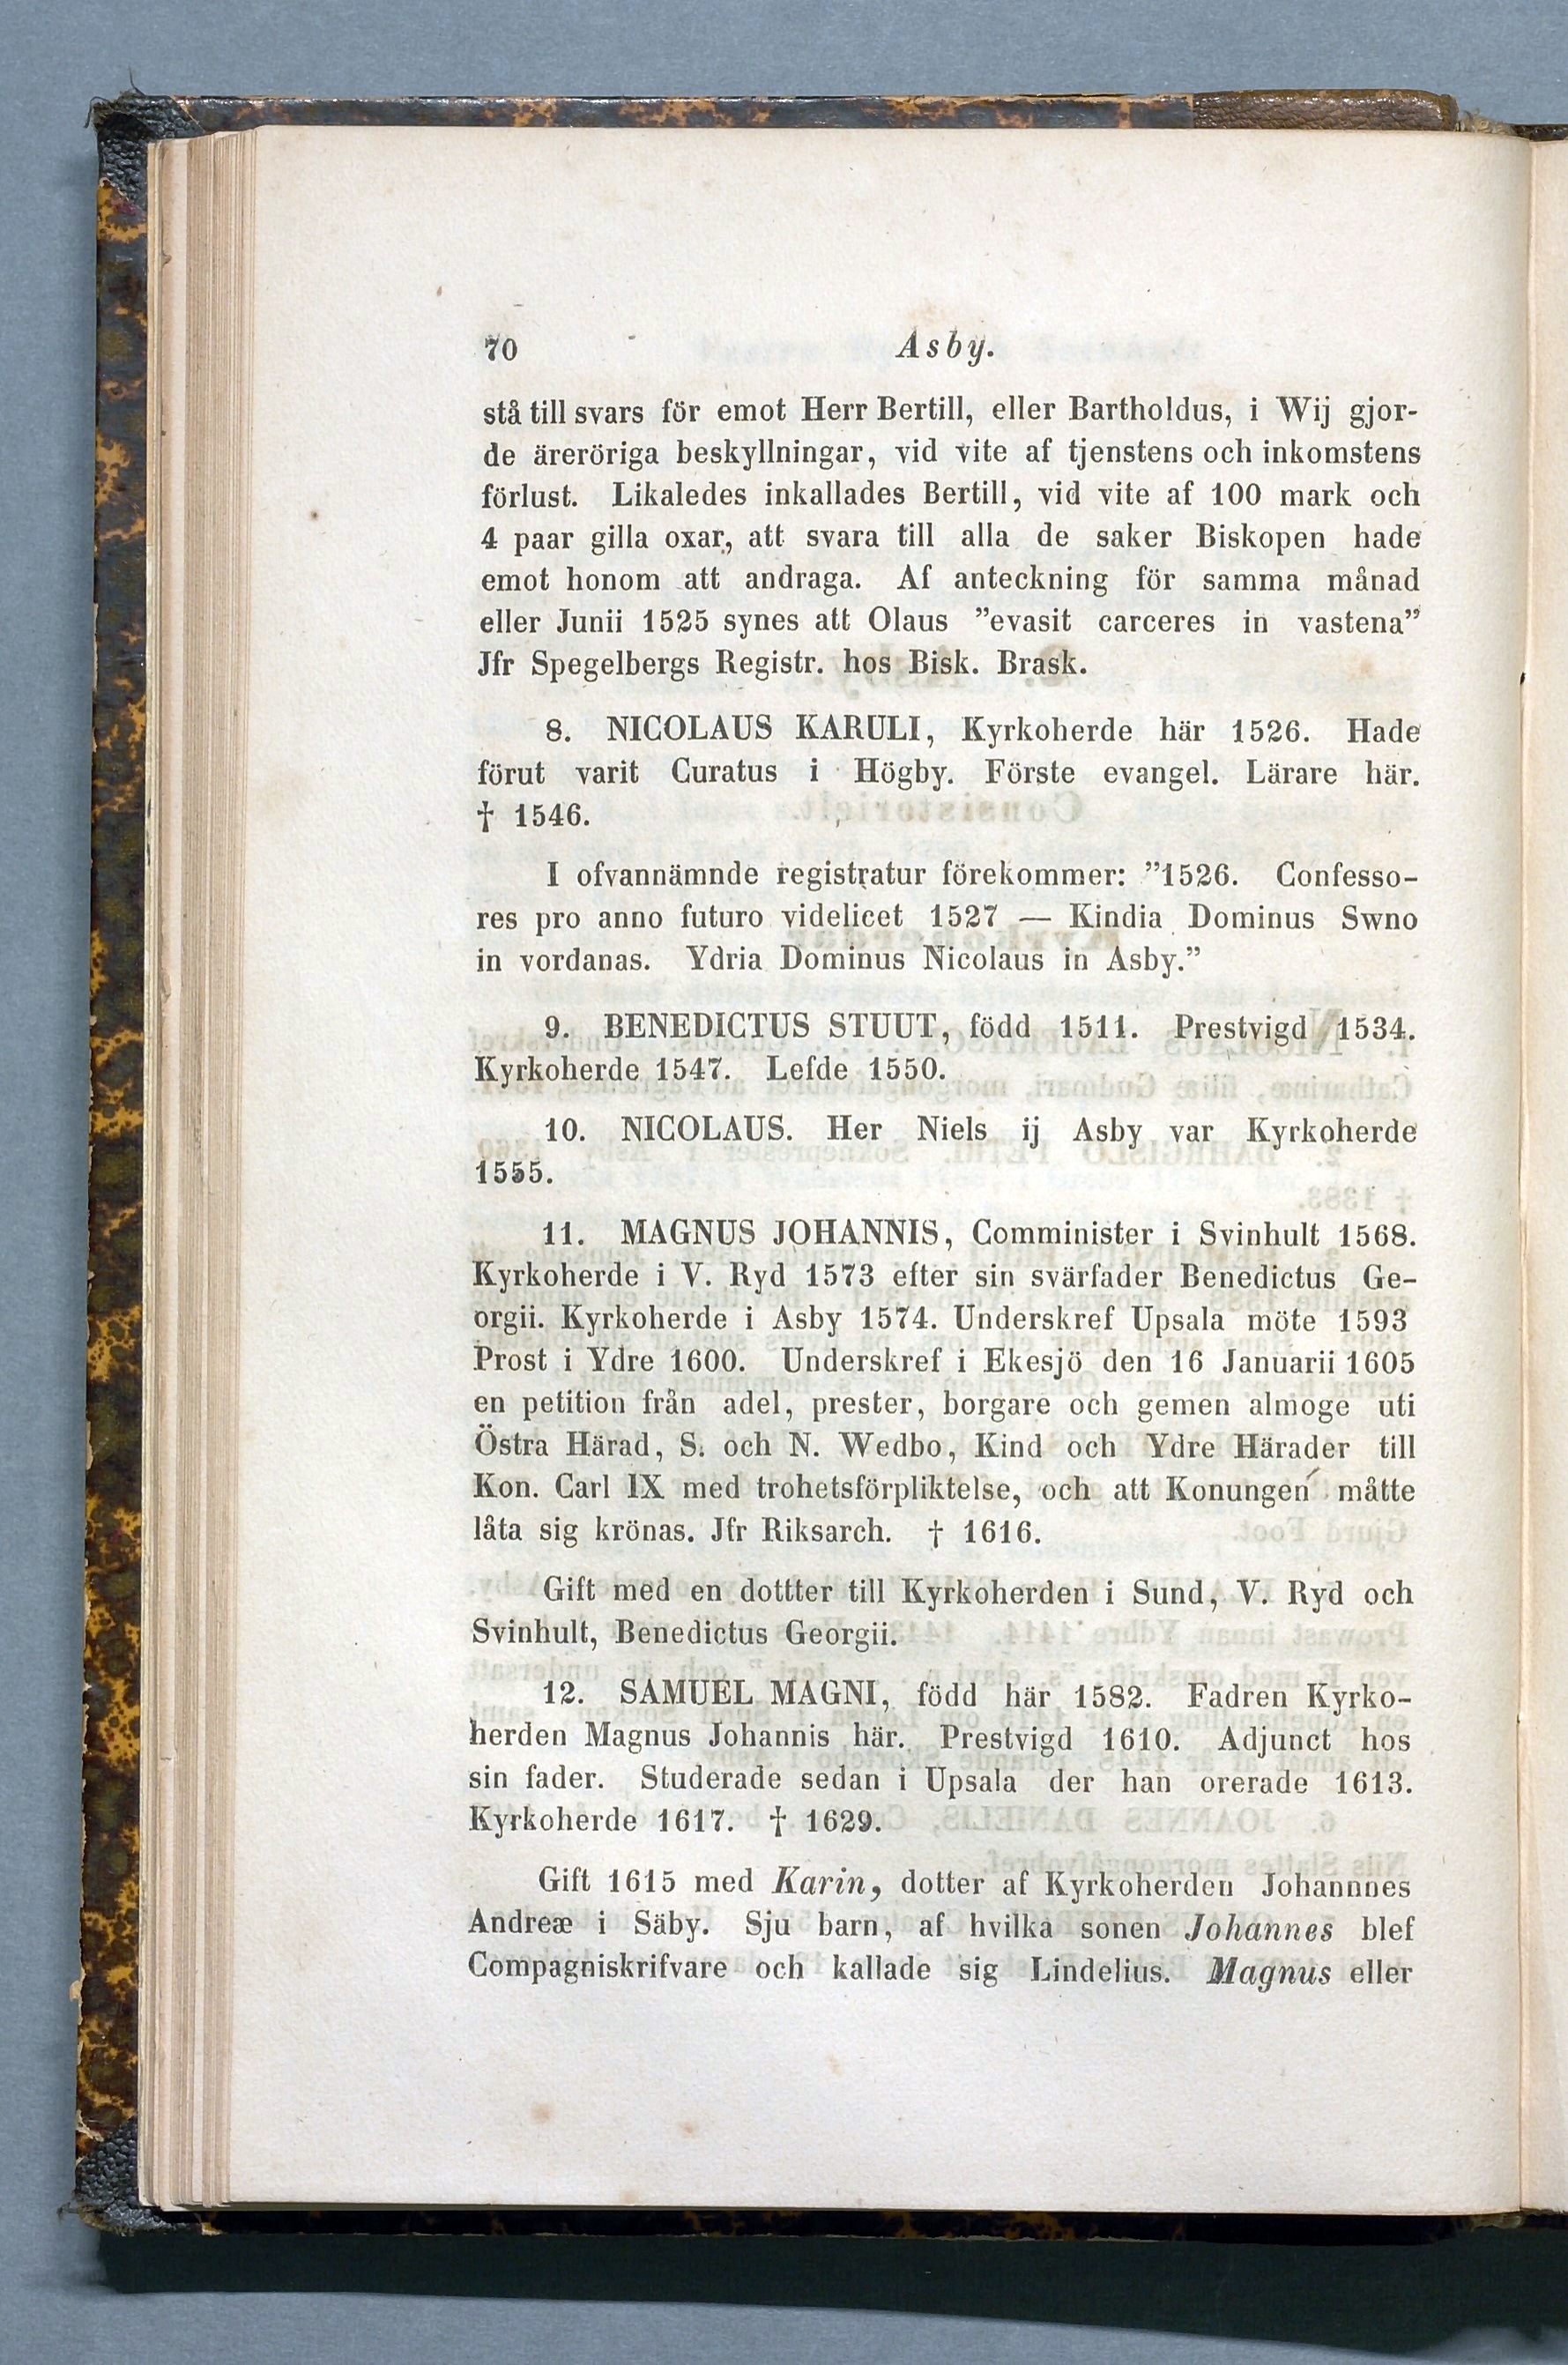 70 Asby.
stå till svars för emot Herr Bertill, eller Bartholdus, i Wij gjor-
de äreröriga beskyllningar, vid vite af tjenstens och inkomstens
förlust. Likaledes inkallades Bertill, vid vite af 100 mark och
4 paar gilla oxar, att svara till alla de saker Biskopen hade
emot honom att andraga. Af anteckning för samma månad
eller Junii 1525 synes att Olaus ”evasit carceres in vastena”
Jfr Spegelbergs Registr. hos Bisk. Brask.
8. NICOLAUS KARULI, Kyrkoherde här 1526. Hade
förut varit Curatus i Högby. Förste evangel. Lärare här.
† 1546.
I ofvannämnde registratur förekommer: ”1526. Confesso-
res pro anno futuro videlicet 1527 — Kindia Dominus Swno
in vordanas. Ydria Dominus Nicolaus in Asby.”
9. BENEDICTUS STUUT, född 1511. Prestvigd 1534.
Kyrkoherde 1547. Lefde 1550.
10. NICOLAUS. Her Niels ij Asby var Kyrkoherde
1555.
11. MAGNUS JOHANNIS, Comminister i Svinhult 1568.
Kyrkoherde i V. Ryd 1573 efter sin svärfader Benedictus Ge-
orgii. Kyrkoherde i Asby 1574. Underskref Upsala möte 1593
Prost i Ydre 1600. Underskref i Ekesjö den 16 Januarii 1605
en petition från adel, prester, borgare och gemen almoge uti
Östra Härad, S. och N. Wedbo, Kind och Ydre Härader till
Kon. Carl IX med trohetsförpliktelse, och att Konungen måtte
låta sig krönas. Jfr Riksarch. † 1616.
Gift med en dottter till Kyrkoherden i Sund, V. Ryd och
Svinhult, Benedictus Georgii.
12. SAMUEL MAGNI, född här 1582. Fadren Kyrko-
herden Magnus Johannis här. Prestvigd 1610. Adjunct hos
sin fader. Studerade sedan i Upsala der han orerade 1613.
Kyrkoherde 1617. † 1629.
Gift 1615 med Karin, dotter af Kyrkoherden Johannnes
Andreæ i Säby. Sju barn, af hvilka sonen Johannes blef
Compagniskrifvare och kallade sig Lindelius. Magnus eller